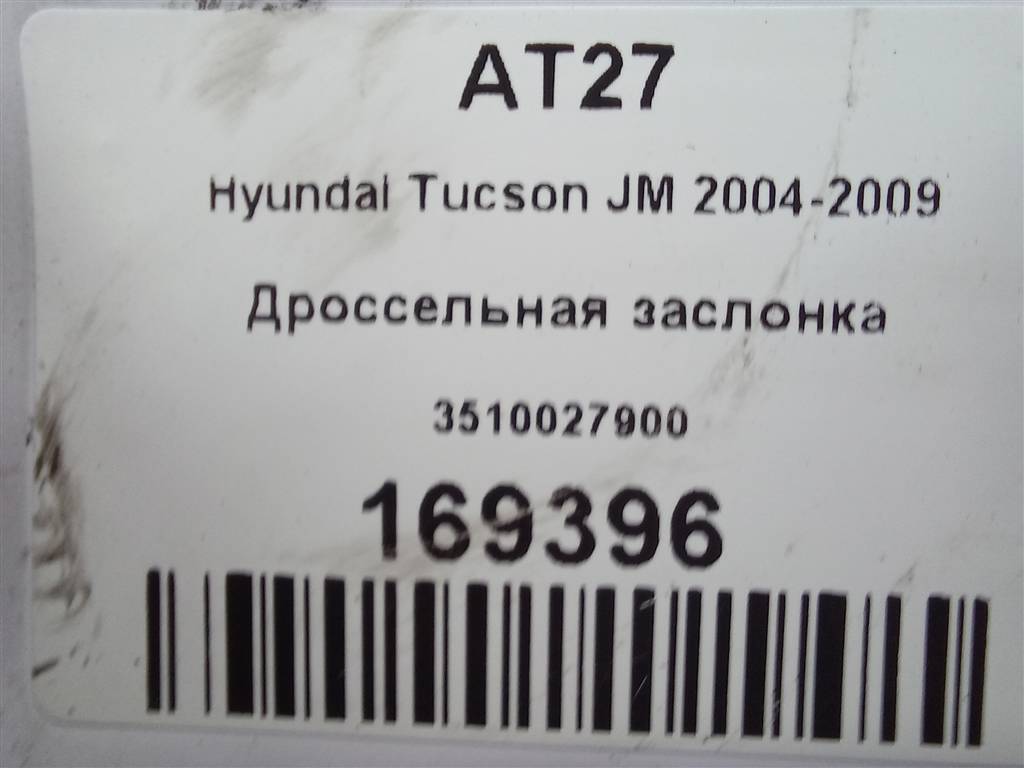 AT27
Hyundai Tucson JM 2004-2009
Дроссельная заслонка
3510027900
169396